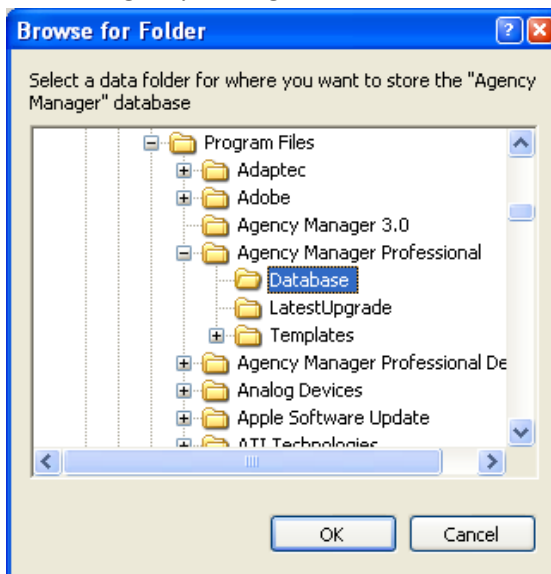 Browse for Folder
Select a data folder for where you want to store the "Agency
Manager" database
Program Files
Adaptec
Adobe
Agency Manager 3.0
Agency Manager Professional
Database
LatestUpgrade
Templates
Agency Manager Professional De
Analog Devices
Apple Software Update
ATI Technologies
OK Cancel